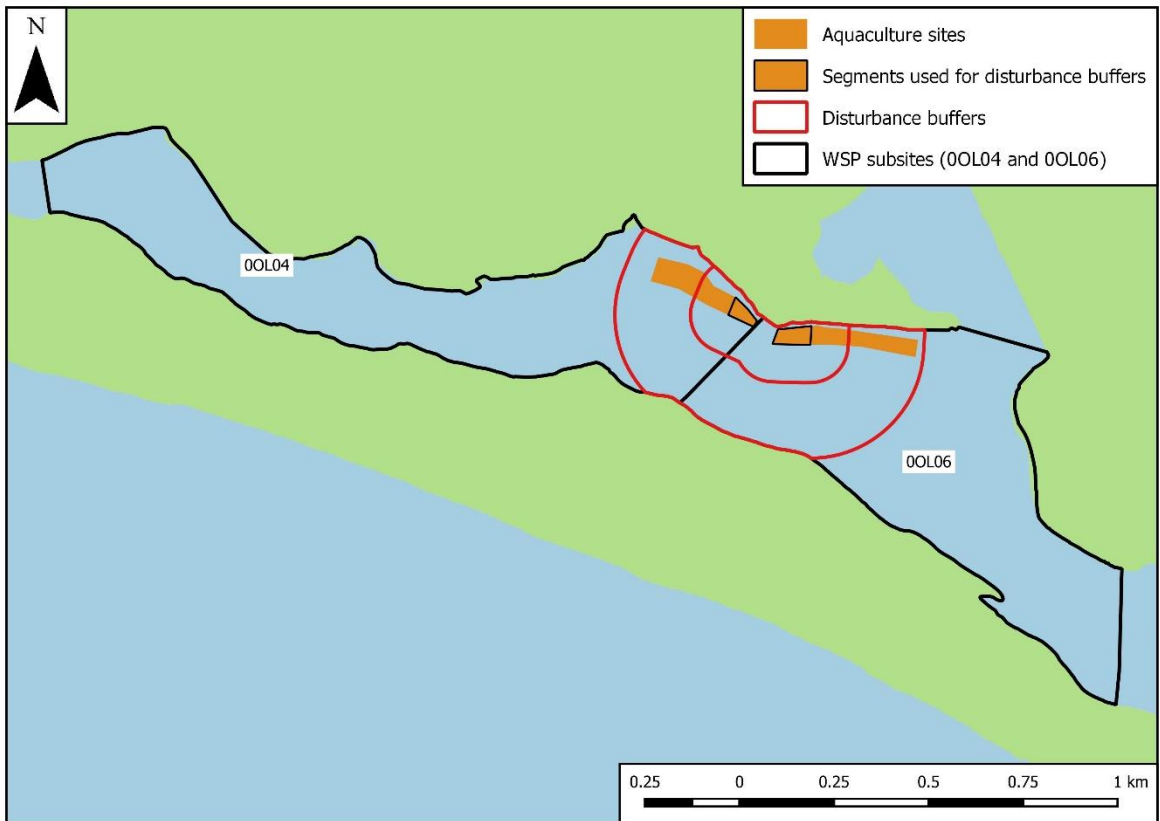 N
Aquaculture sites
Segments used for disturbance buffers
Disturbance buffers
WSP subsites (0OL04 and 0OL06)
0OL04
0OL06
0.25 0 0.25 0.5 0.75 1 km